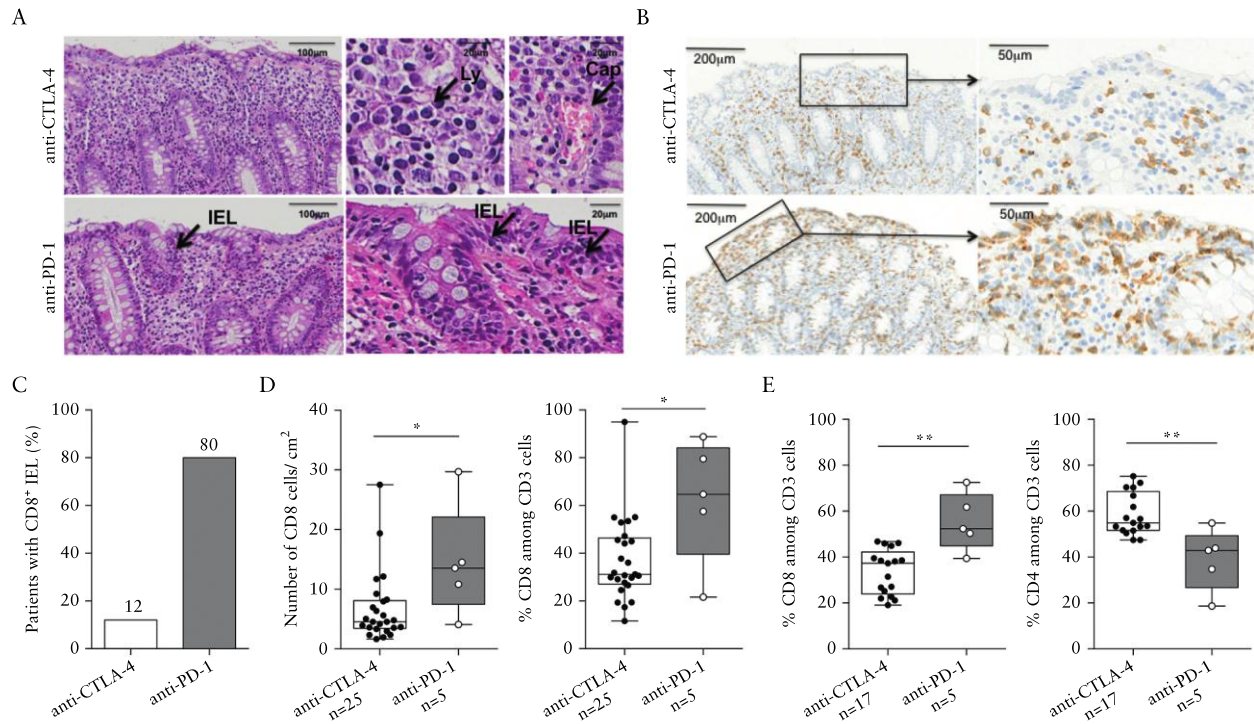 A
B
anti-CTLA-4
100μm
20μm
Ly
20μm
Cap
anti-CTLA-4
200μm
50μm
anti-PD-1
100μm
IEL
20μm
IEL
IEL
anti-PD-1
200μm
50μm
C
D
E
Patients with CD8⁺ IEL (%)
100
80
60
40
20
0
12
80
anti-CTLA-4
anti-PD-1
Number of CD8 cells/ cm²
40
30
20
10
0
*
anti-CTLA-4
n=25
anti-PD-1
n=5
% CD8 among CD3 cells
100
80
60
40
20
0
*
anti-CTLA-4
n=25
anti-PD-1
n=5
% CD8 among CD3 cells
100
80
60
40
20
0
**
anti-CTLA-4
n=17
anti-PD-1
n=5
% CD4 among CD3 cells
100
80
60
40
20
0
**
anti-CTLA-4
n=17
anti-PD-1
n=5